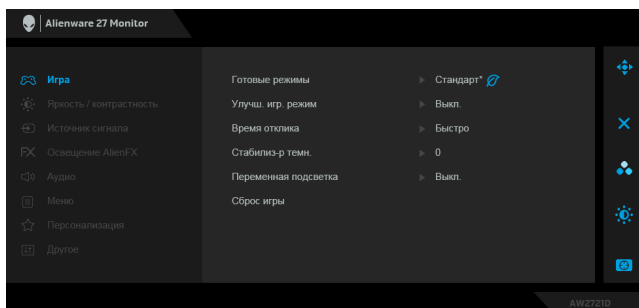 Alienware 27 Monitor
Игра
Готовые режимы
Стандарт*
Яркость / контрастность
Улучш. игр. режим
Выкл.
Источник сигнала
Время отклика
Быстро
FX Освещение AlienFX
Стабилиз-р темн.
0
Аудио
Переменная подсветка
Выкл.
Меню
Сброс игры
Персонализация
Другое
AW2721D